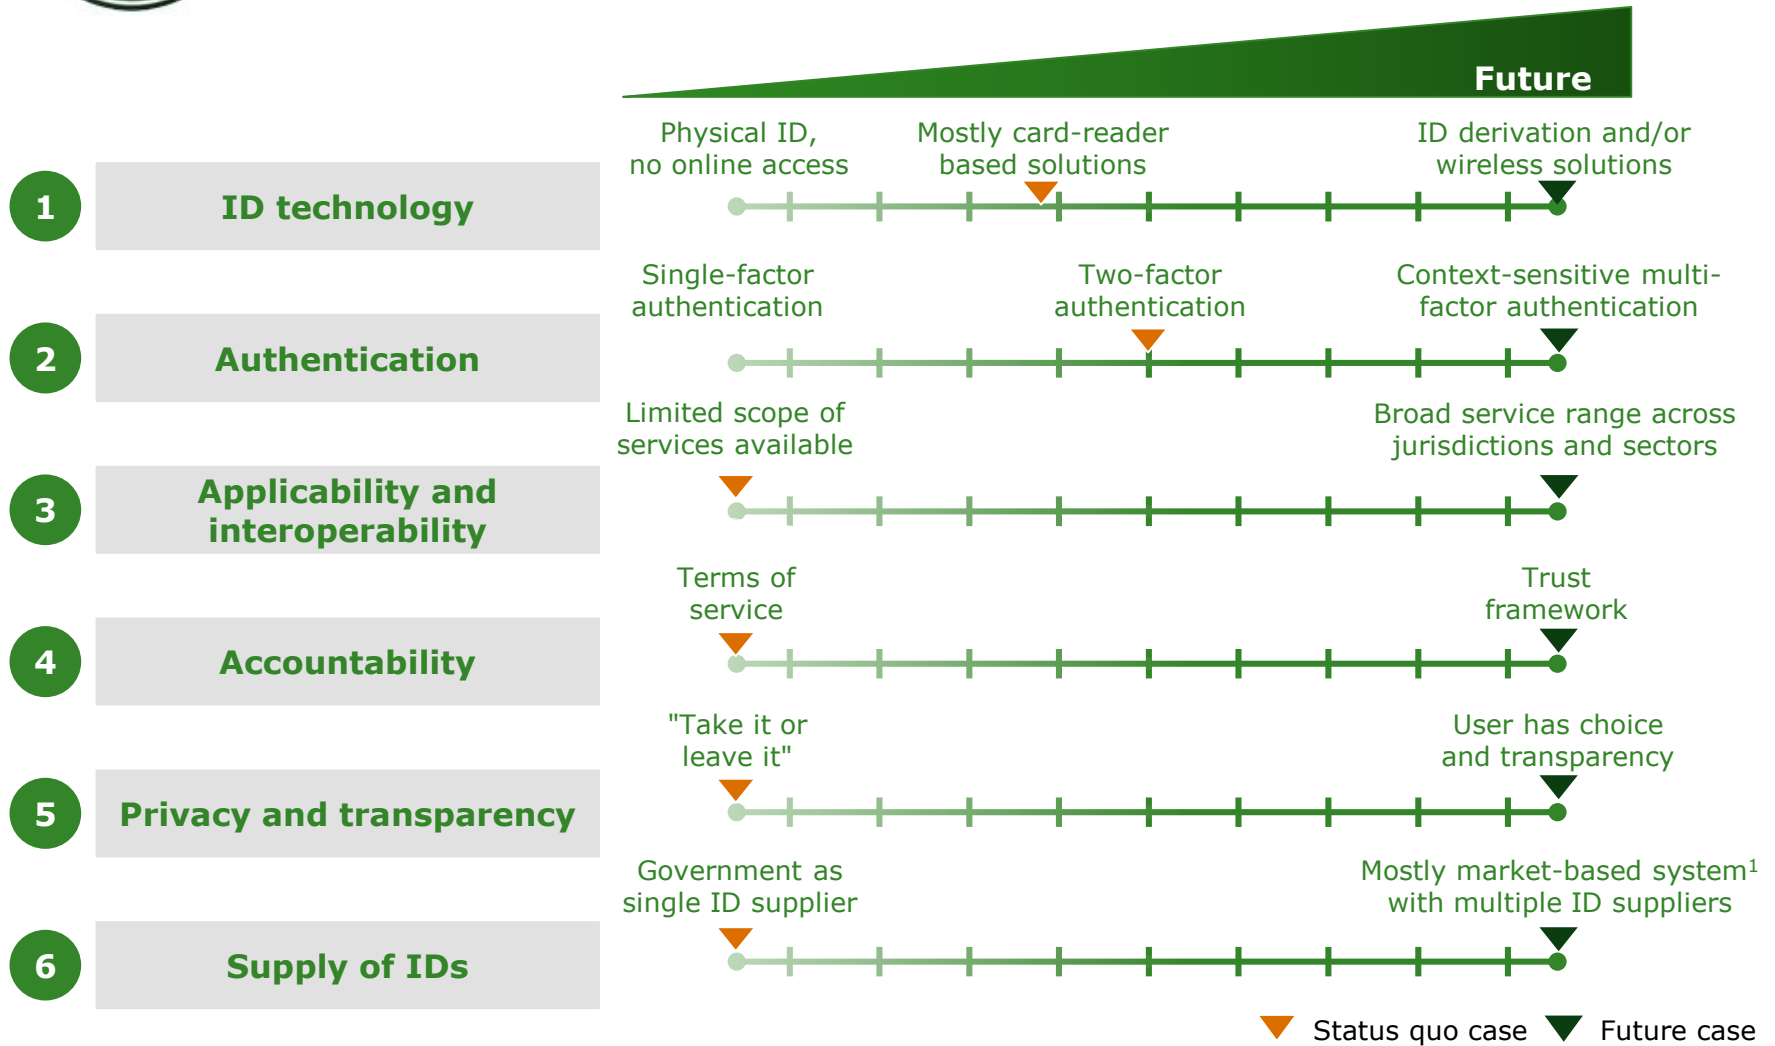 Future
Physical ID,
no online access
Mostly card-reader
based solutions
ID derivation and/or
wireless solutions
1
ID technology
Single-factor
authentication
Two-factor
authentication
Context-sensitive multi-
factor authentication
2
Authentication
Limited scope of
services available
Broad service range across
jurisdictions and sectors
3
Applicability and
interoperability
Terms of
service
Trust
framework
4
Accountability
"Take it or
leave it"
User has choice
and transparency
5
Privacy and transparency
Government as
single ID supplier
Mostly market-based system1
with multiple ID suppliers
6
Supply of IDs
Status quo case
Future case